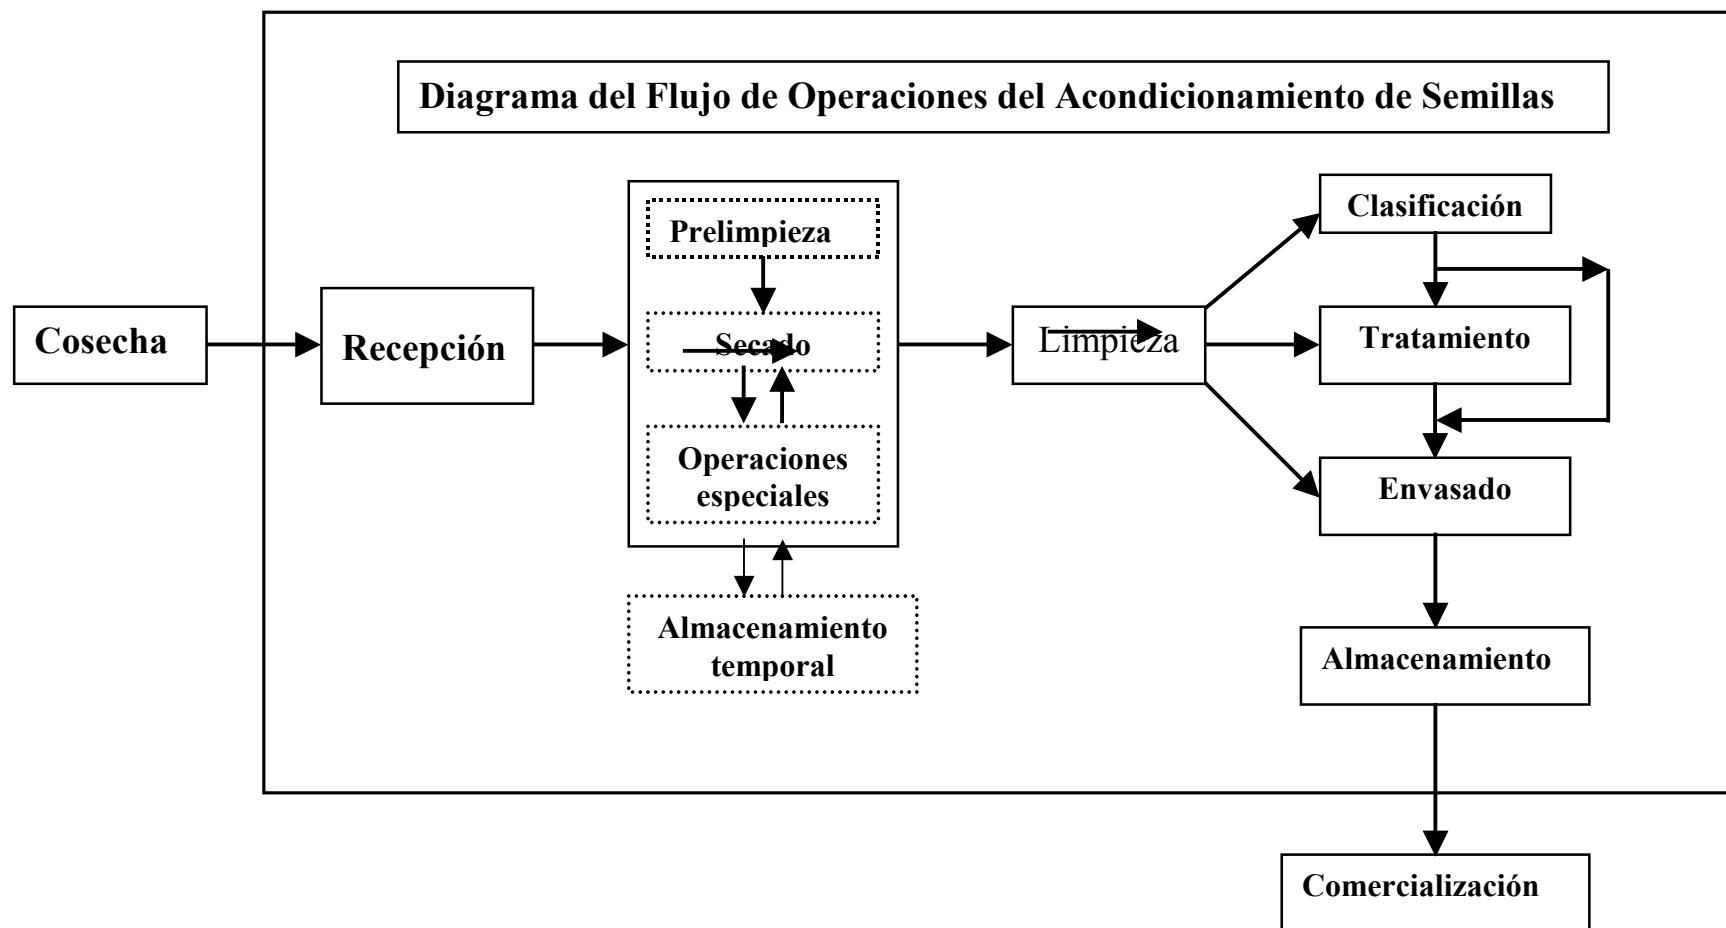 Diagrama del Flujo de Operaciones del Acondicionamiento de Semillas
Cosecha
Recepción
Prelimpieza
Secado
Operaciones
especiales
Almacenamiento
temporal
Limpieza
Clasificación
Tratamiento
Envasado
Almacenamiento
Comercialización